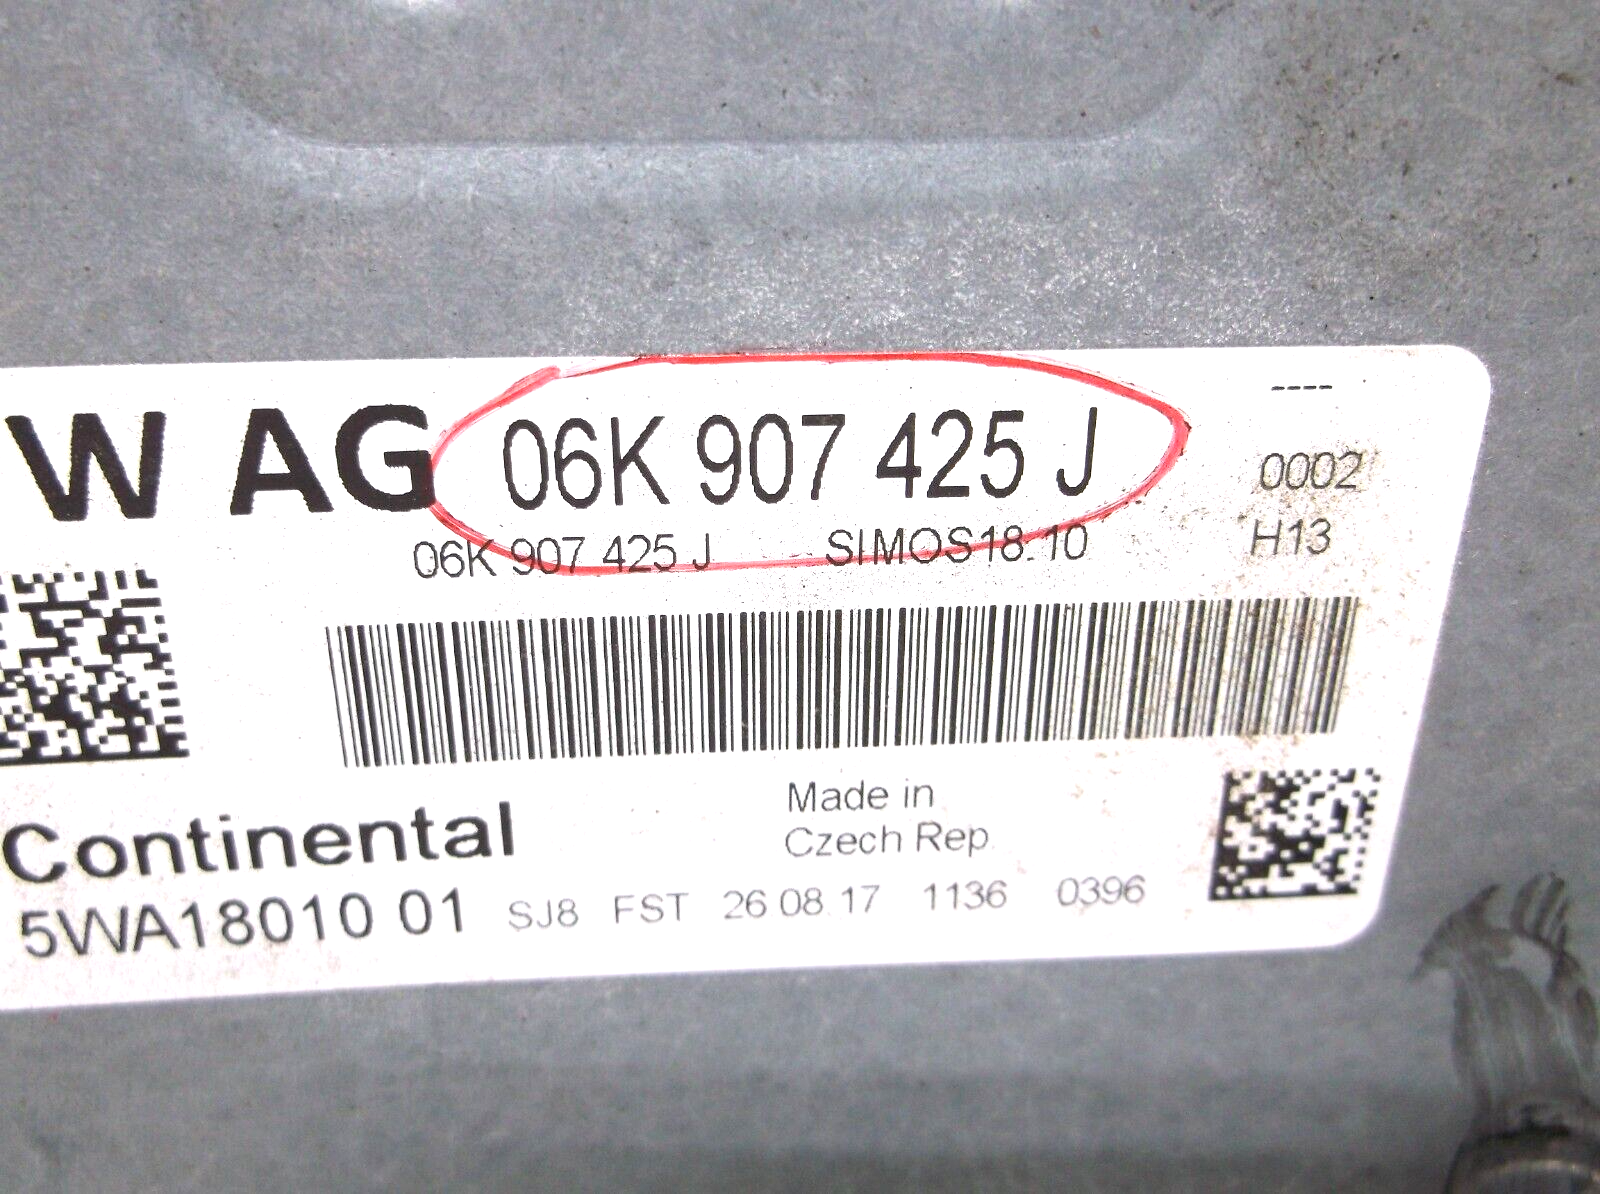 W AG 06K 907 425 J
----
0002
06K 907 425 J SIMOS18.10 H13
Continental
Made in
Czech Rep.
5WA18010 01 SJ8 FST 26.08.17 1136 0396